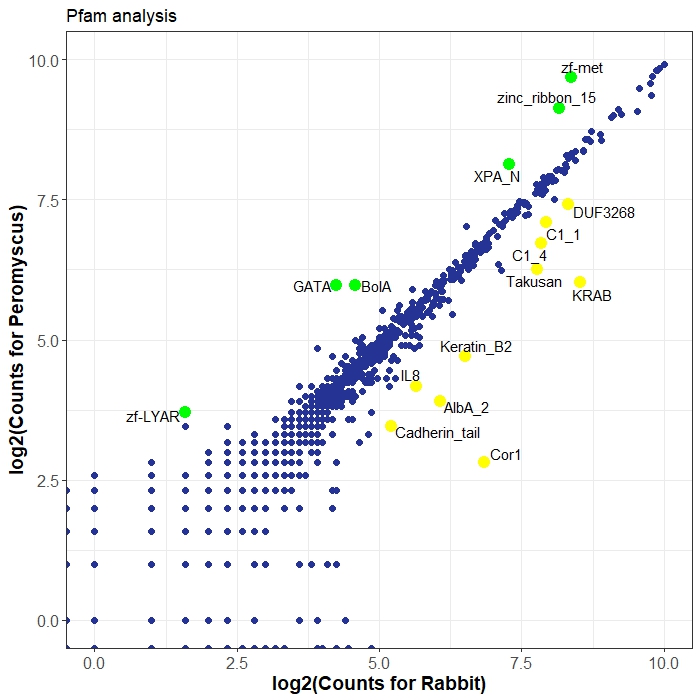 Pfam analysis
log2(Counts for Peromyscus)
10.0
7.5
5.0
2.5
0.0
zf-met
zinc_ribbon_15
XPA_N
DUF3268
C1_1
C1_4
Takusan
KRAB
GATA
BolA
Keratin_B2
IL8
AlbA_2
zf-LYAR
Cadherin_tail
Cor1
0.0
2.5
5.0
7.5
10.0
log2(Counts for Rabbit)